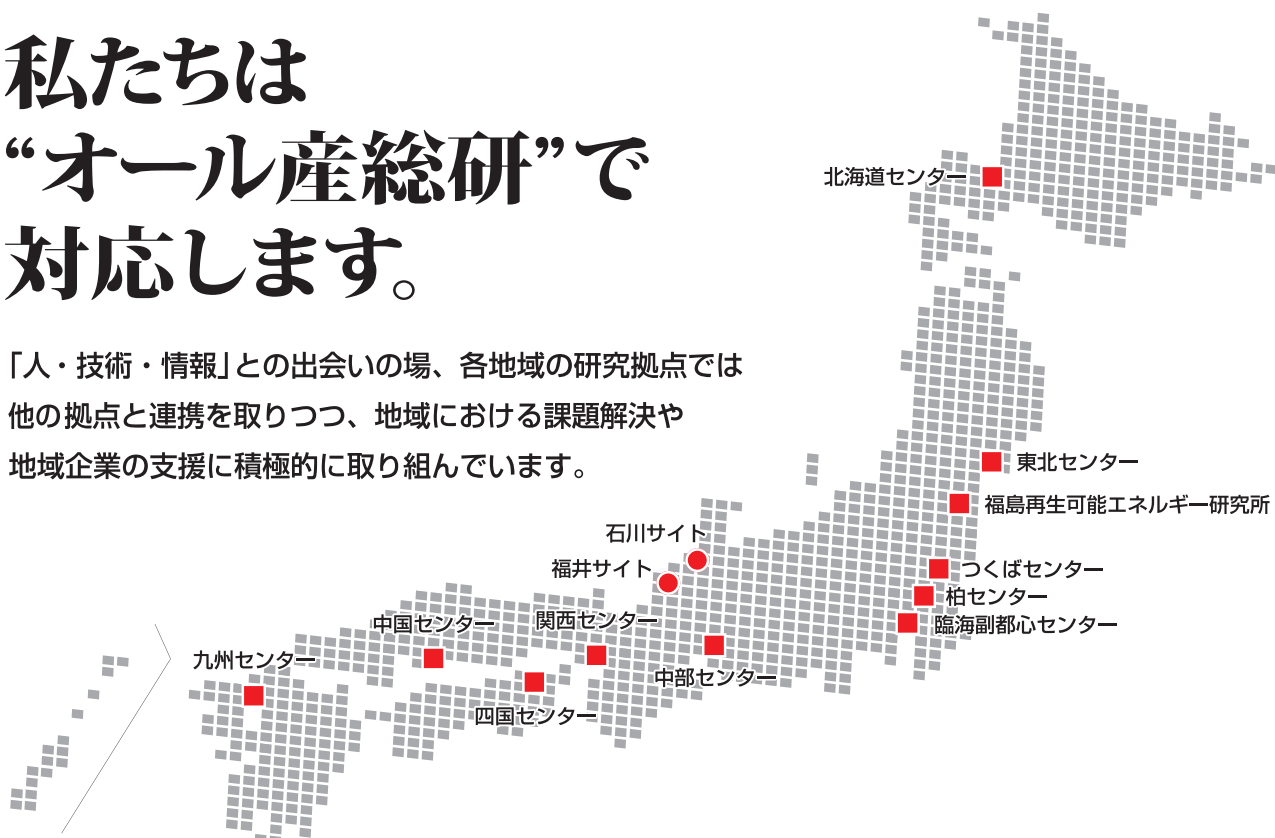 私たちは
“オール産総研”で
対応します。
「人・技術・情報」との出会いの場、各地域の研究拠点では
他の拠点と連携を取りつつ、地域における課題解決や
地域企業の支援に積極的に取り組んでいます。
北海道センター
東北センター
福島再生可能エネルギー研究所
石川サイト
福井サイト
つくばセンター
柏センター
臨海副都心センター
中国センター
関西センター
九州センター
中部センター
四国センター